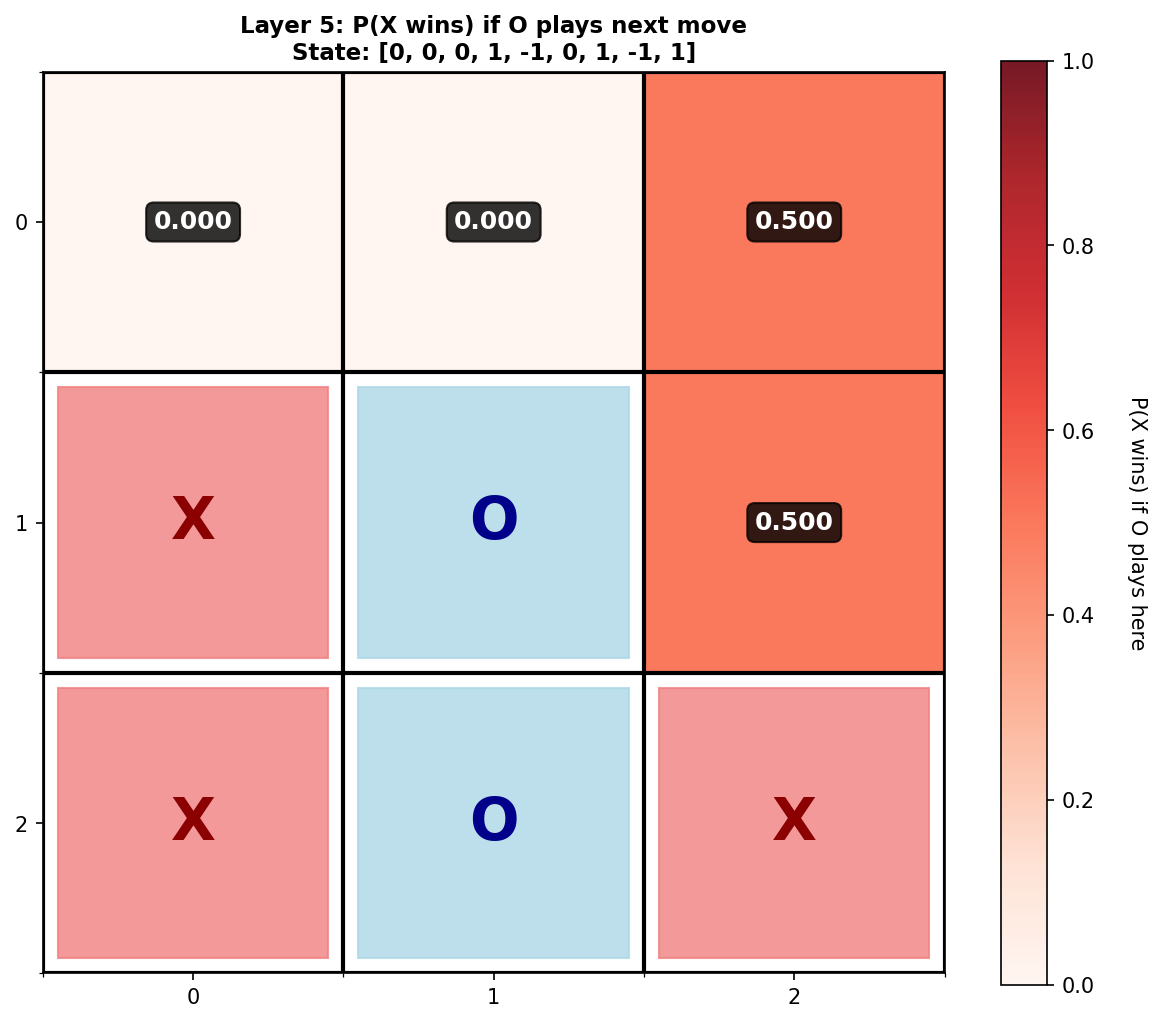 Layer 5: P(X wins) if O plays next move
State: [0, 0, 0, 1, -1, 0, 1, -1, 1]
0.000 0.000 0.500
X O 0.500
X O X
0
1
2
0 1 2
1.0
0.8
0.6
0.4
0.2
0.0
P(X wins) if O plays here